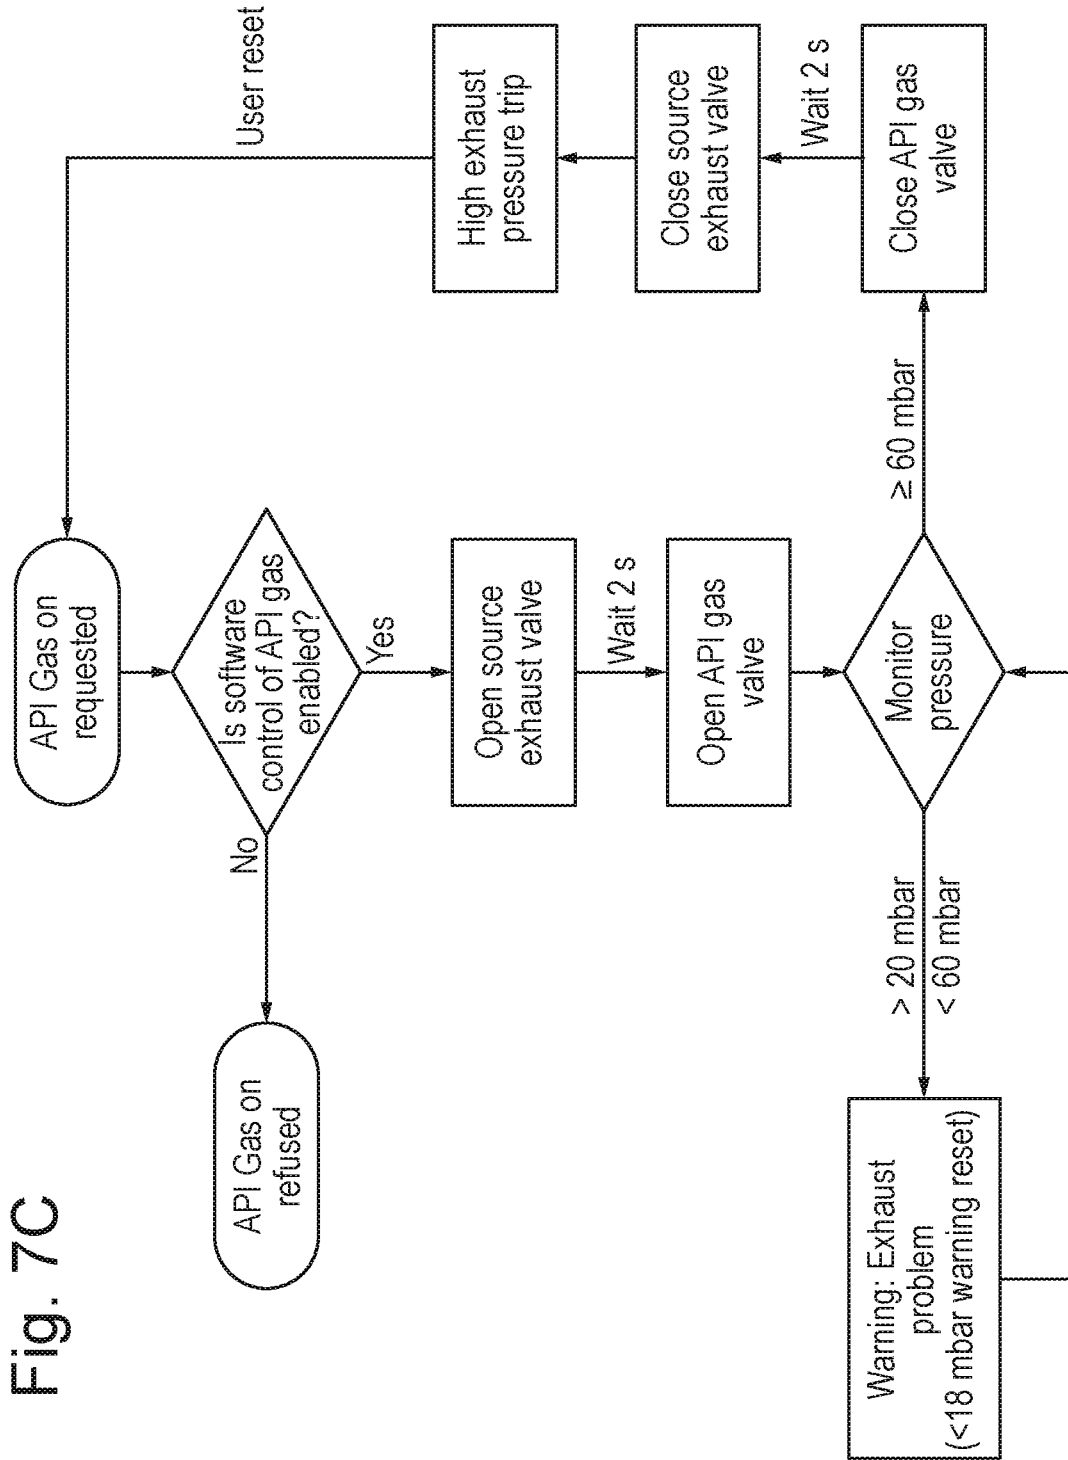 Fig. 7C
API Gas on
requested
Is software
control of API gas
enabled?
No
API Gas on
refused
Yes
Open source
exhaust valve
Wait 2 s
Open API gas
valve
Monitor
pressure
> 20 mbar
< 60 mbar
Warning: Exhaust
problem
(<18 mbar warning reset)
≥ 60 mbar
Close API gas
valve
Wait 2 s
Close source
exhaust valve
High exhaust
pressure trip
User reset